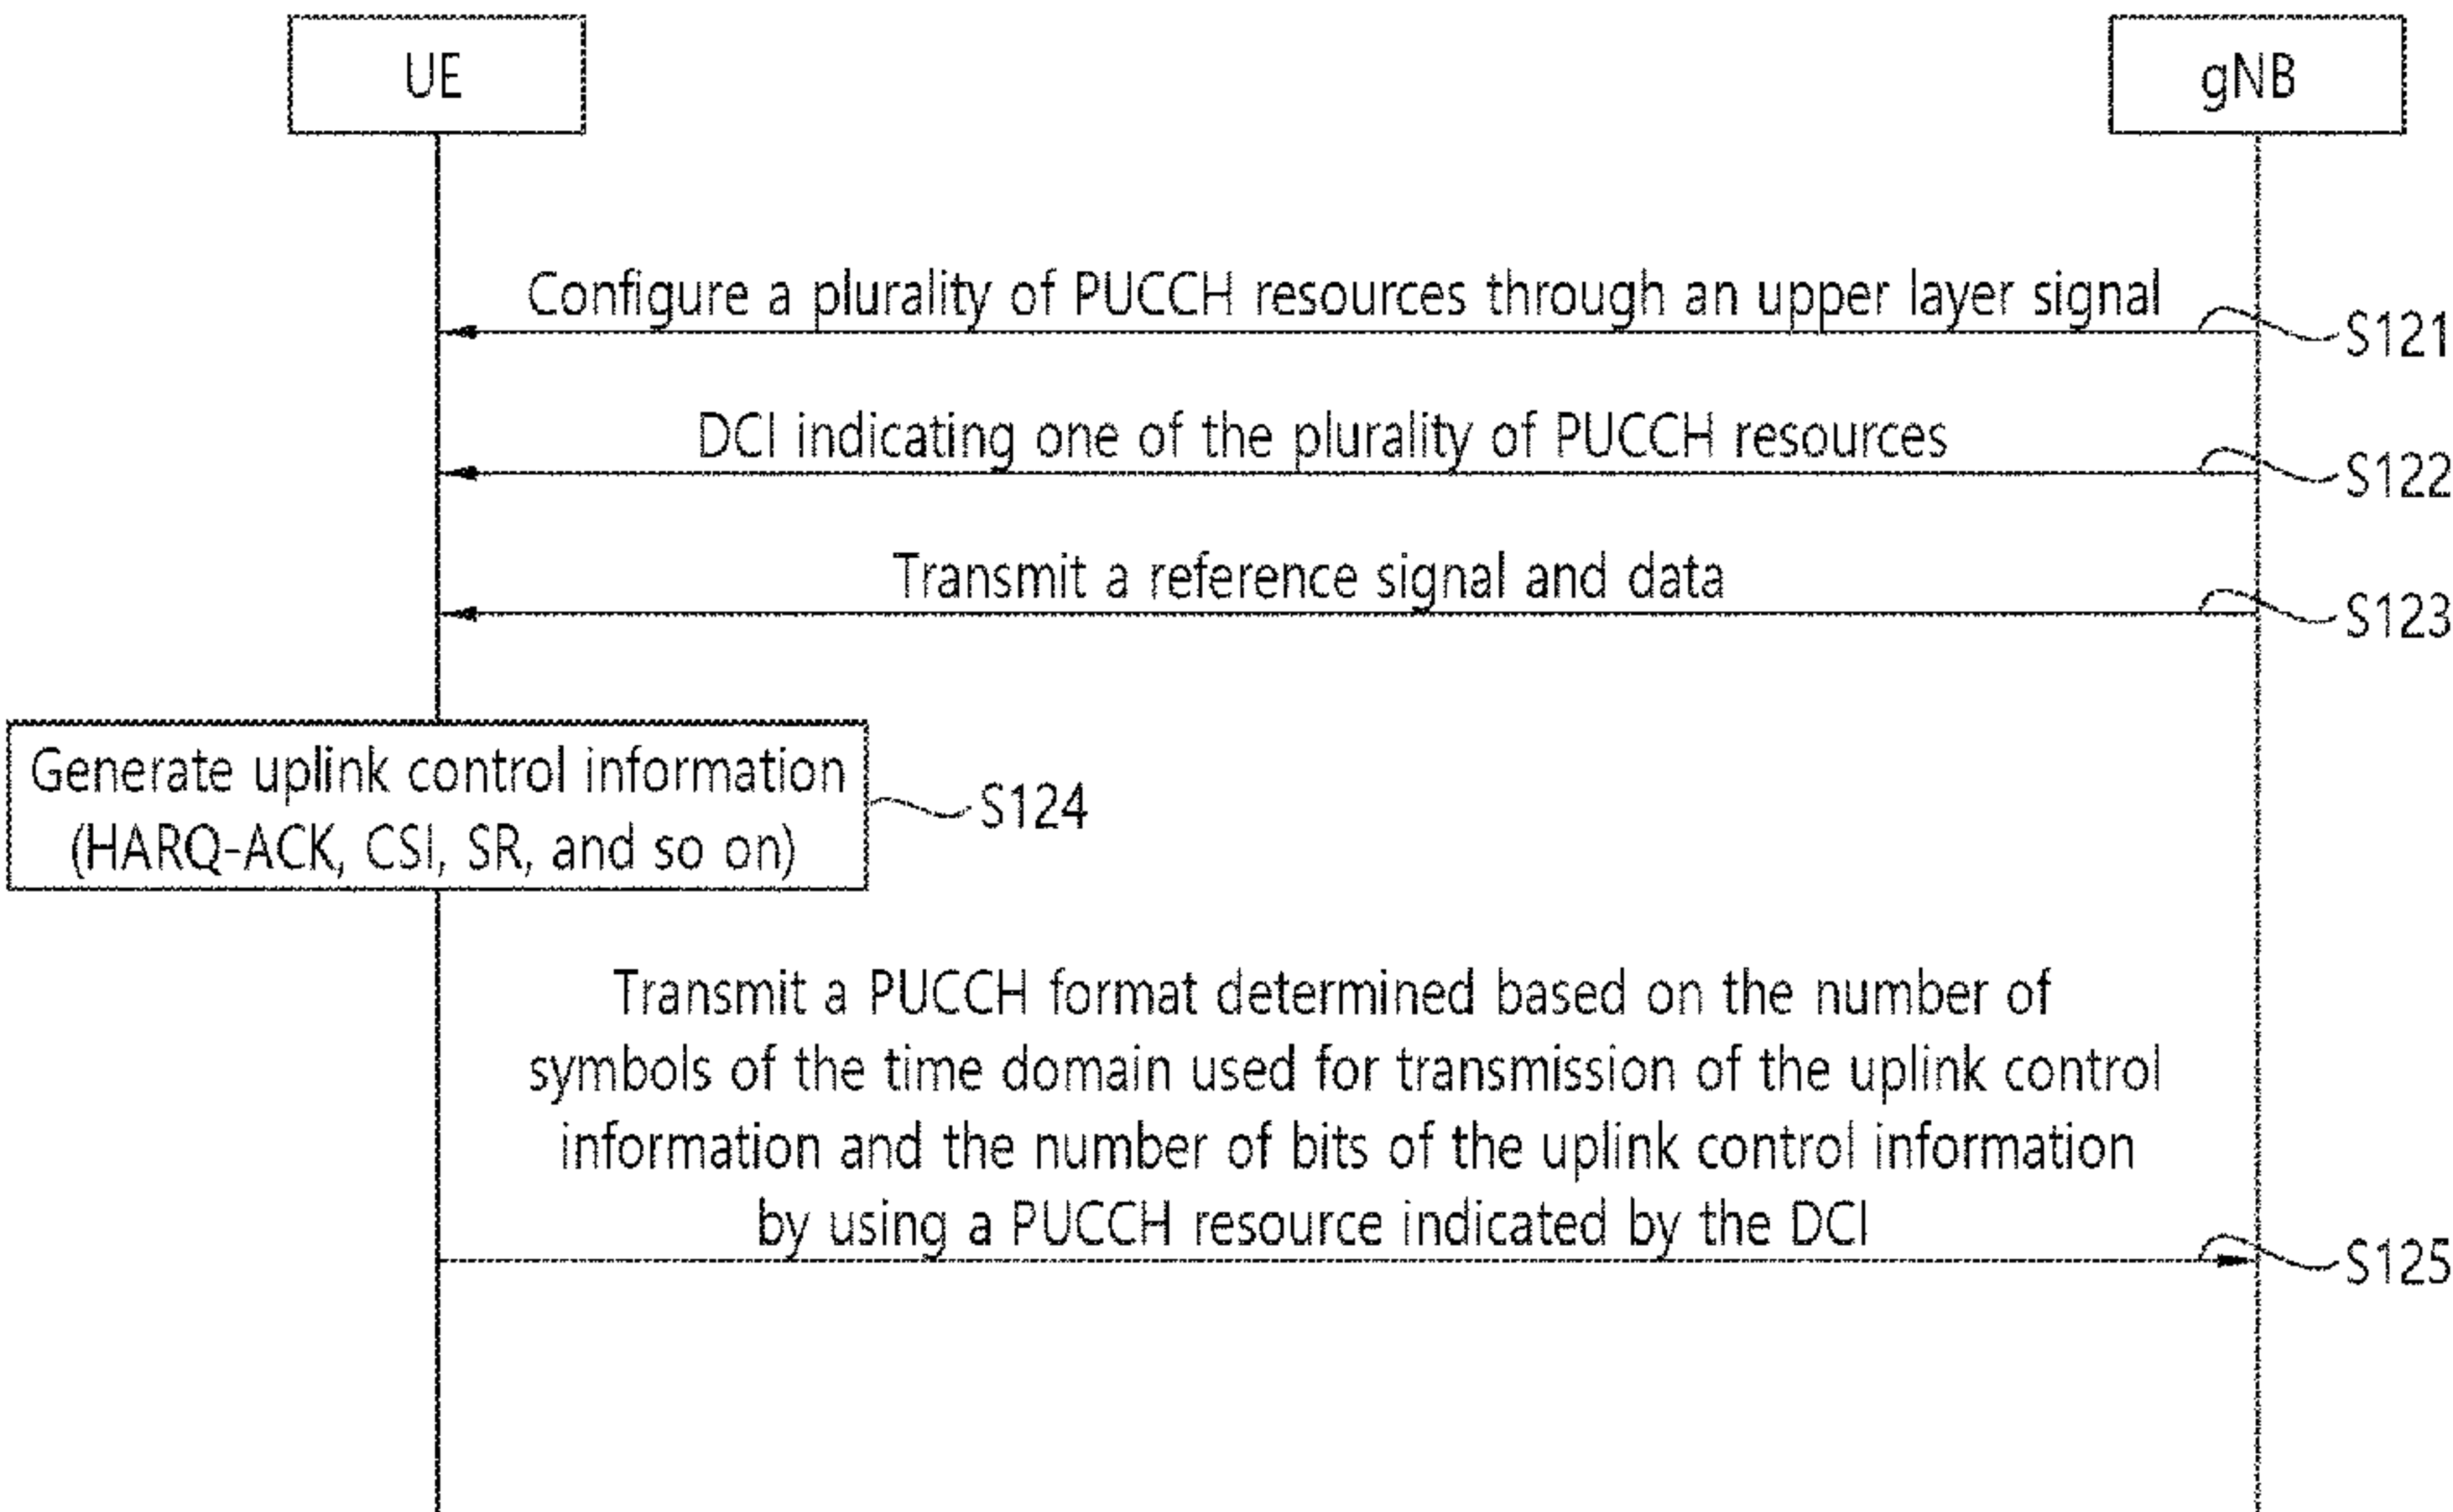 UE
gNB
Configure a plurality of PUCCH resources through an upper layer signal
S121
DCI indicating one of the plurality of PUCCH resources
S122
Transmit a reference signal and data
S123
Generate uplink control information
(HARQ-ACK, CSI, SR, and so on)
S124
Transmit a PUCCH format determined based on the number of
symbols of the time domain used for transmission of the uplink control
information and the number of bits of the uplink control information
by using a PUCCH resource indicated by the DCI
S125